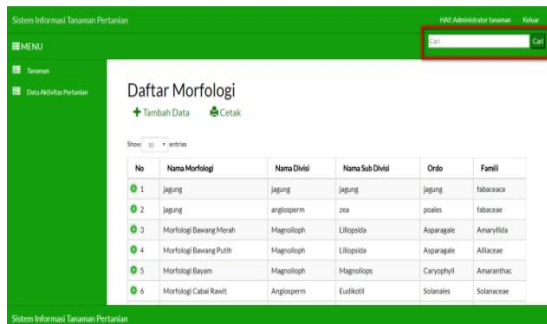 Sistem Informasi Tanaman Pertanian HAI! Administrator tanaman Keluar
MENU Cari Cari
Tanaman
Data Aktivitas Pertanian
Daftar Morfologi
Tambah Data Cetak
Show 10 entries
No Nama Morfologi Nama Divisi Nama Sub Divisi Ordo Famili
1 jagung jagung jagung jagung fabaceace
2 jagung angiosperm zea poales fabaceae
3 Morfologi Bawang Merah Magnolioph Liliopsida Asparagale Amaryllida
4 Morfologi Bawang Putih Magnolioph Liliopsida Asparagale Alliaceae
5 Morfologi Bayam Magnolioph Magnoliops Caryophyll Amaranthac
6 Morfologi Cabai Rawit Angiosperm Eudikotil Solanales Solanaceae
Sistem Informasi Tanaman Pertanian